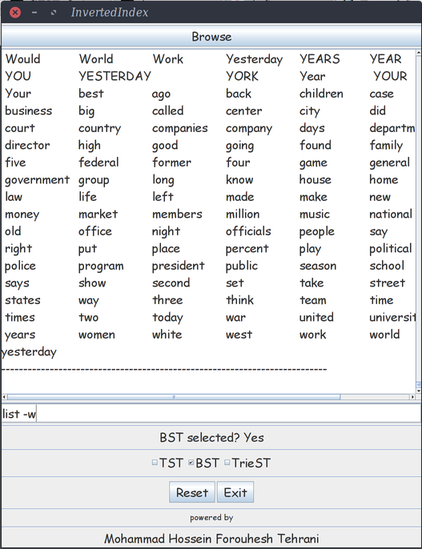 InvertedIndex
Browse
Would World Work Yesterday YEARS YEAR
YOU YESTERDAY YORK Year YOUR
Your best ago back children case
business big called center city did
court country companies company days departm
director high good going found family
five federal former four game general
government group long know house home
law life left made make new
money market members million music national
old office night officials people say
right put place percent play political
police program president public season school
says show second set take street
states way three think team time
times two today war united universit
years women white west work world
yesterday
--------------------------------------------------------------------------
list -w
BST selected? Yes
TST BST TrieST
Reset Exit
powered by
Mohammad Hossein Forouhesh Tehrani